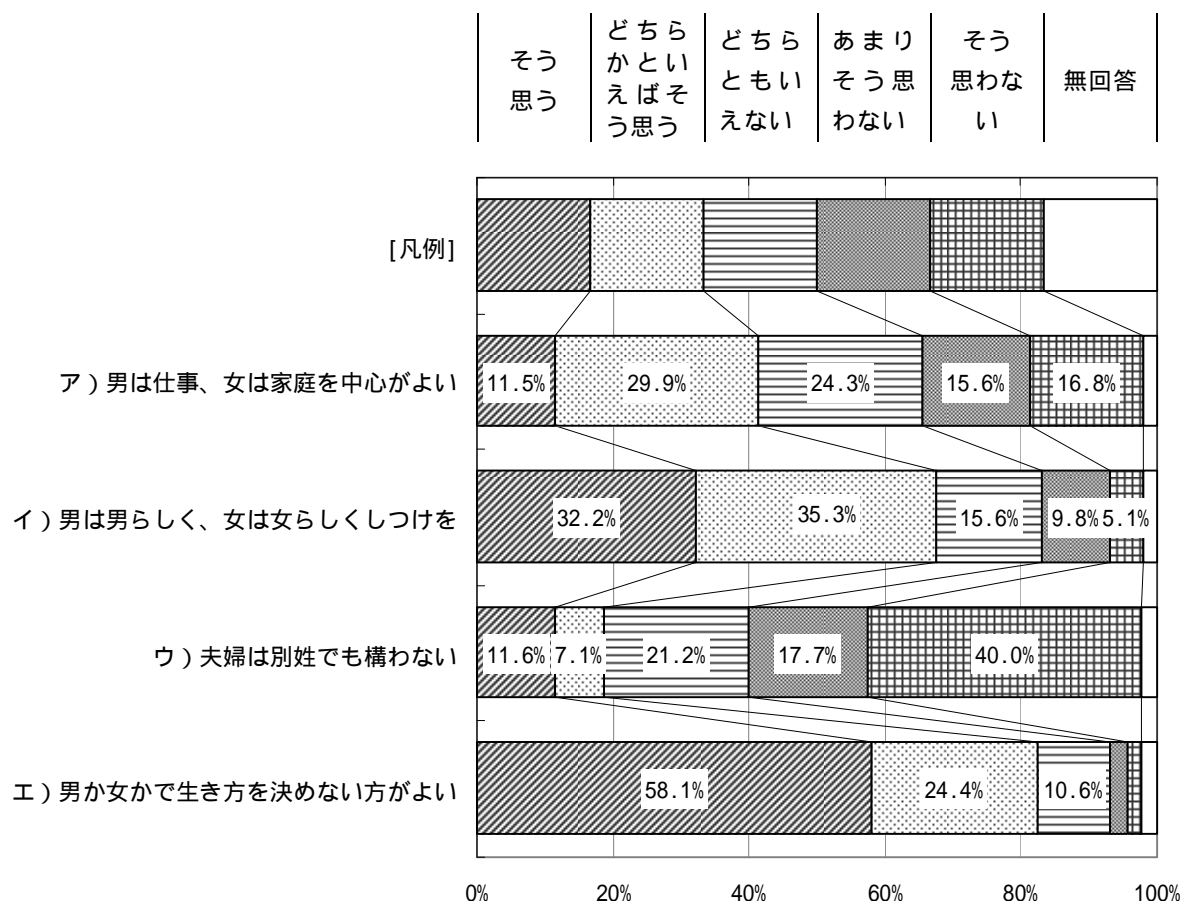 そう
思う
どちら
かとい
えばそ
う思う
どちら
ともい
えない
あまり
そう思
わない
そう
思わな
い
無回答
[凡例]
ア）男は仕事、女は家庭を中心がよい
11.5% 29.9% 24.3% 15.6% 16.8%
イ）男は男らしく、女は女らしくしつけを
32.2% 35.3% 15.6% 9.8% 5.1%
ウ）夫婦は別姓でも構わない
11.6% 7.1% 21.2% 17.7% 40.0%
エ）男か女かで生き方を決めない方がよい
58.1% 24.4% 10.6%
0% 20% 40% 60% 80% 100%